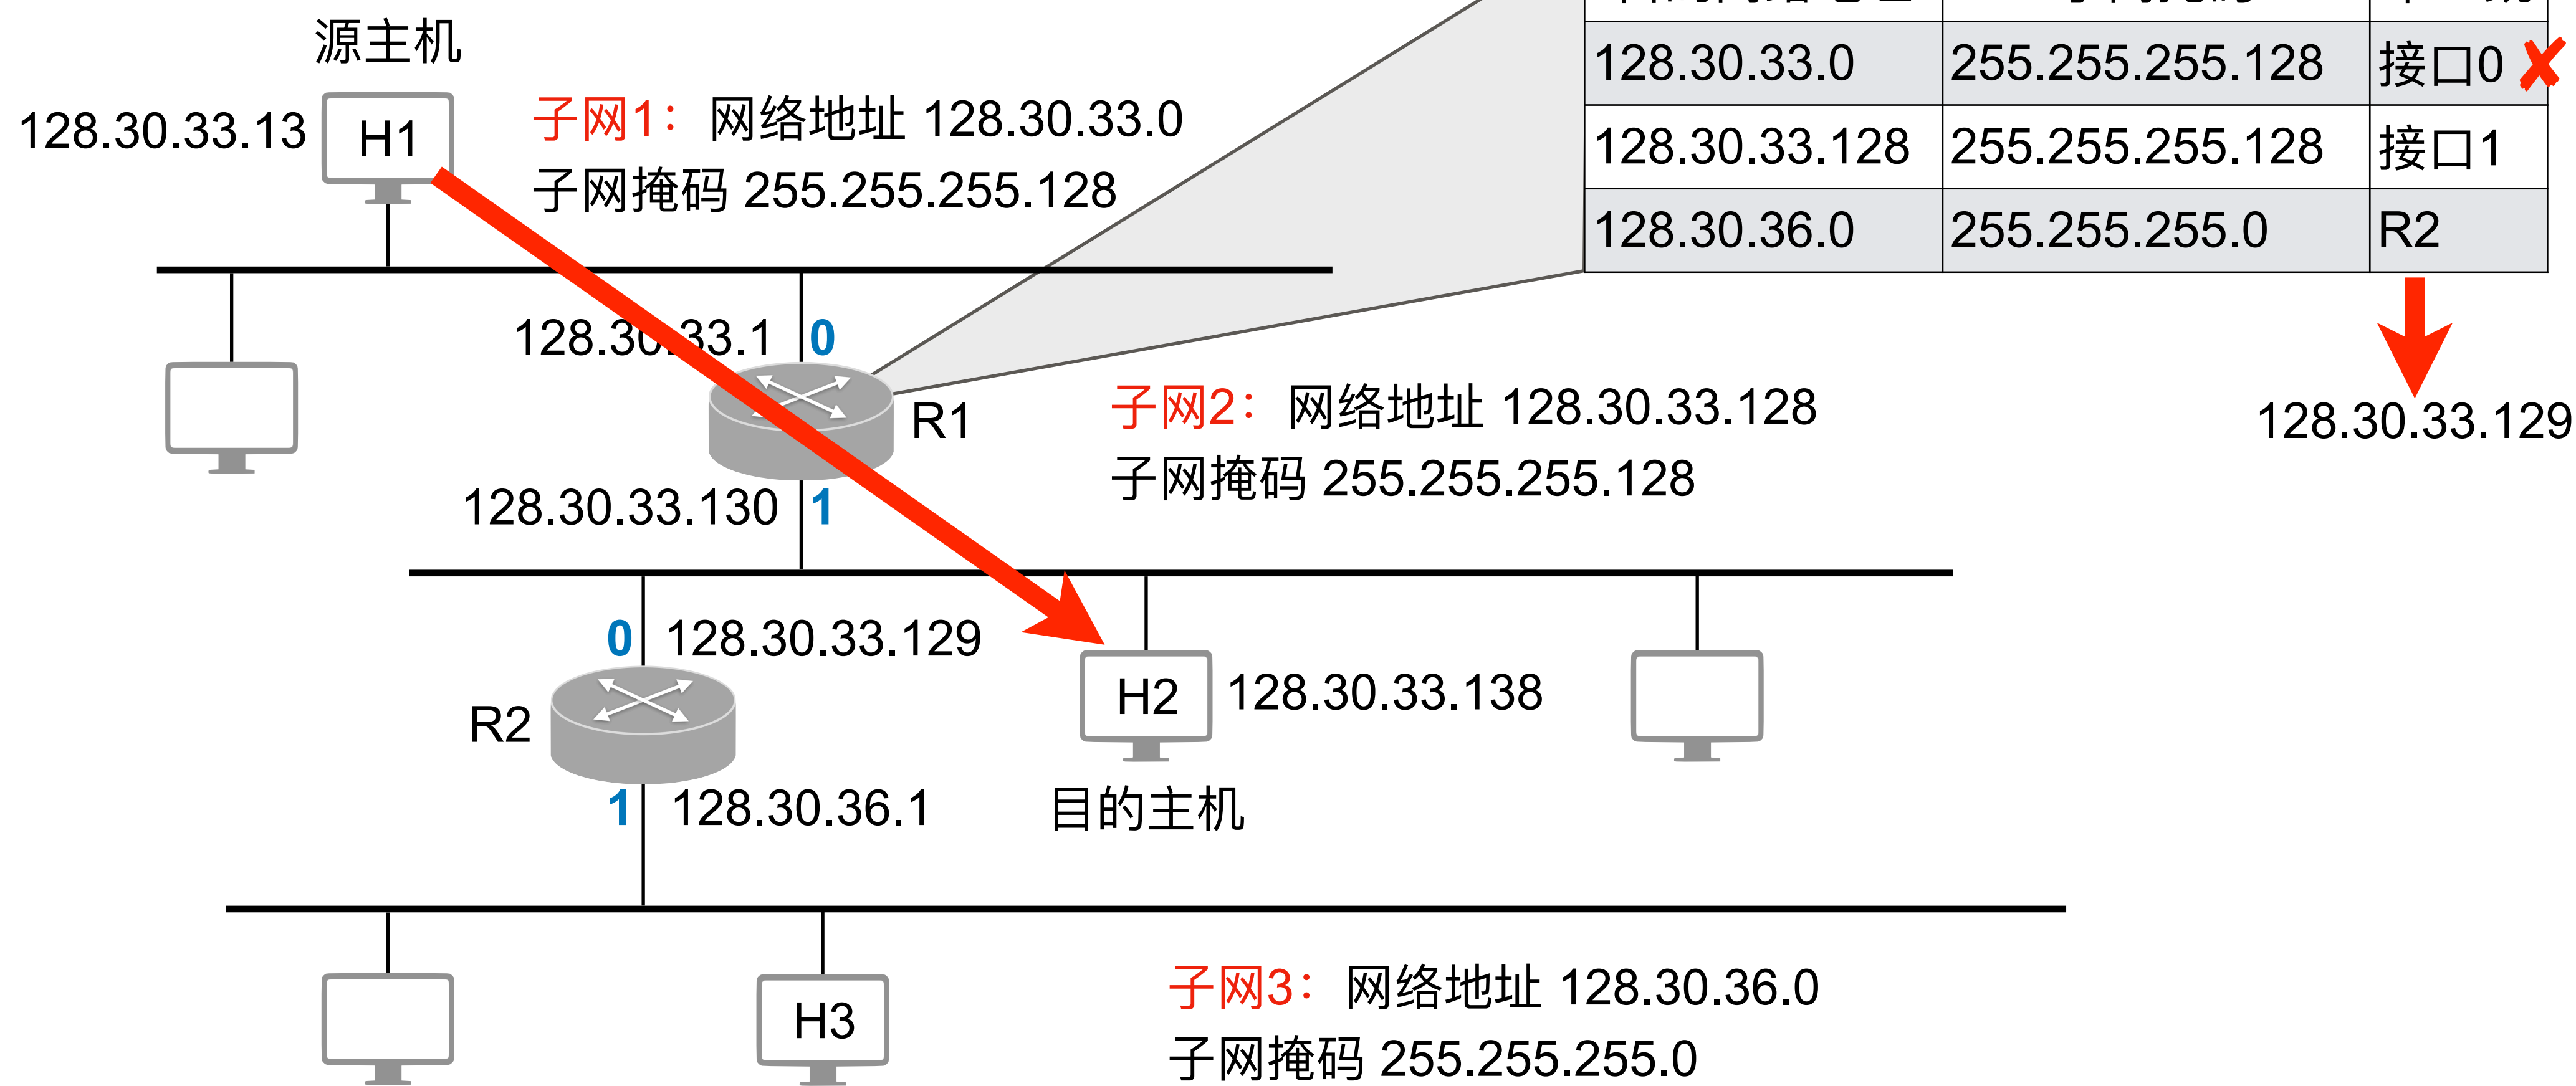 源主机
128.30.33.0 255.255.255.128 接口0
128.30.33.13
H1
子网1：网络地址 128.30.33.0
子网掩码 255.255.255.128
128.30.33.128 255.255.255.128 接口1
128.30.36.0 255.255.255.0 R2
128.30.33.1 0
R1
子网2：网络地址 128.30.33.128
子网掩码 255.255.255.128
128.30.33.129
128.30.33.130 1
0 128.30.33.129
R2
H2
128.30.33.138
1 128.30.36.1
目的主机
H3
子网3：网络地址 128.30.36.0
子网掩码 255.255.255.0